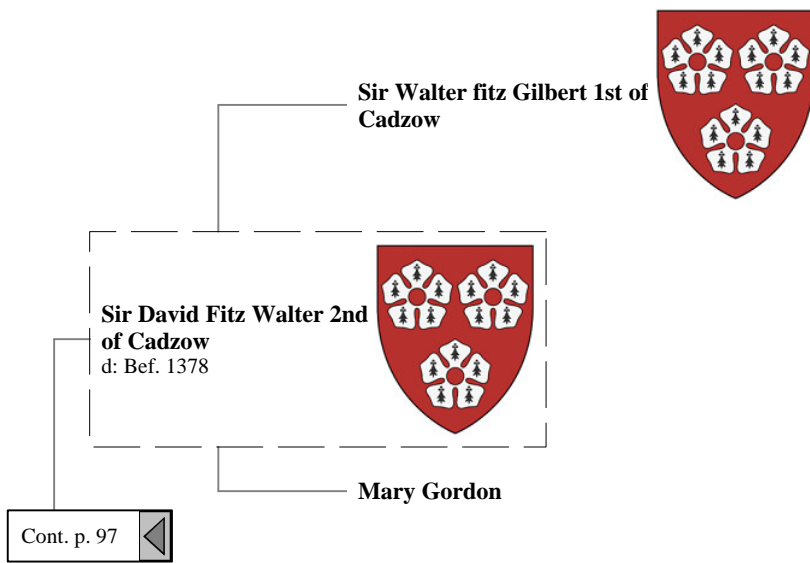 Sir Walter fitz Gilbert 1st of
Cadzow
Sir David Fitz Walter 2nd
of Cadzow
d: Bef. 1378
Mary Gordon
Cont. p. 97